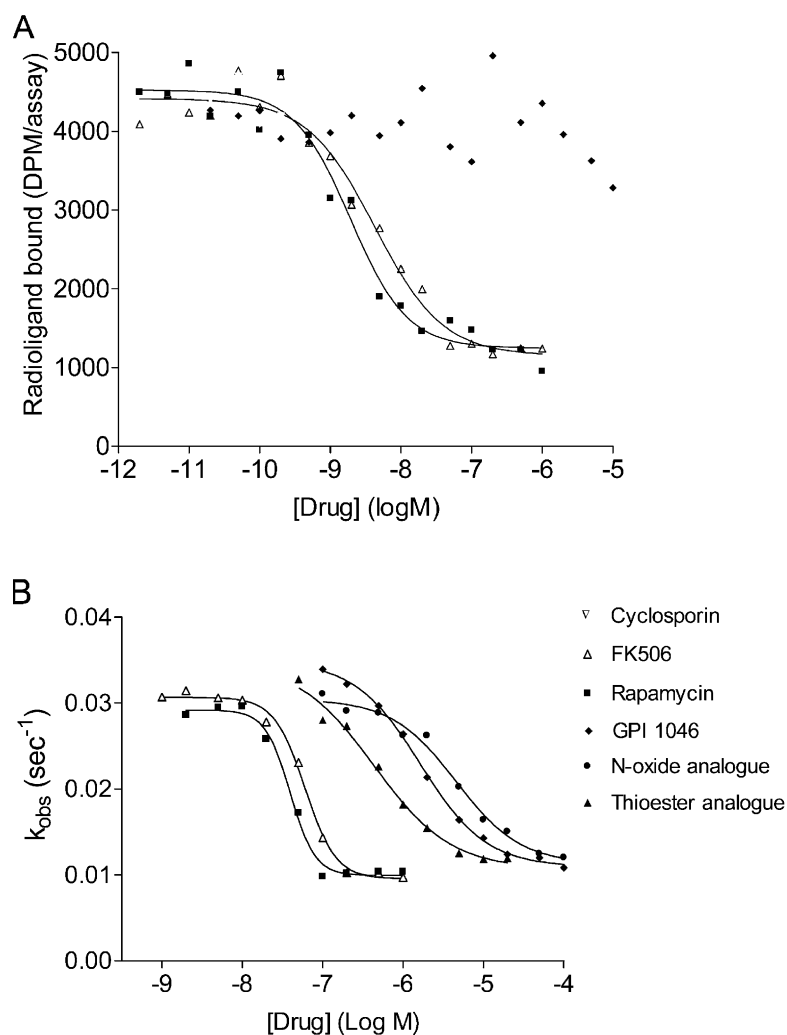 A
Radioligand bound (DPM/assay)
5000
4000
3000
2000
1000
0
-12 -11 -10 -9 -8 -7 -6 -5
[Drug] (logM)
B
k_obs (sec⁻¹)
0.04
0.03
0.02
0.01
0.00
-9 -8 -7 -6 -5 -4
[Drug] (Log M)
Cyclosporin
FK506
Rapamycin
GPI 1046
N-oxide analogue
Thioester analogue